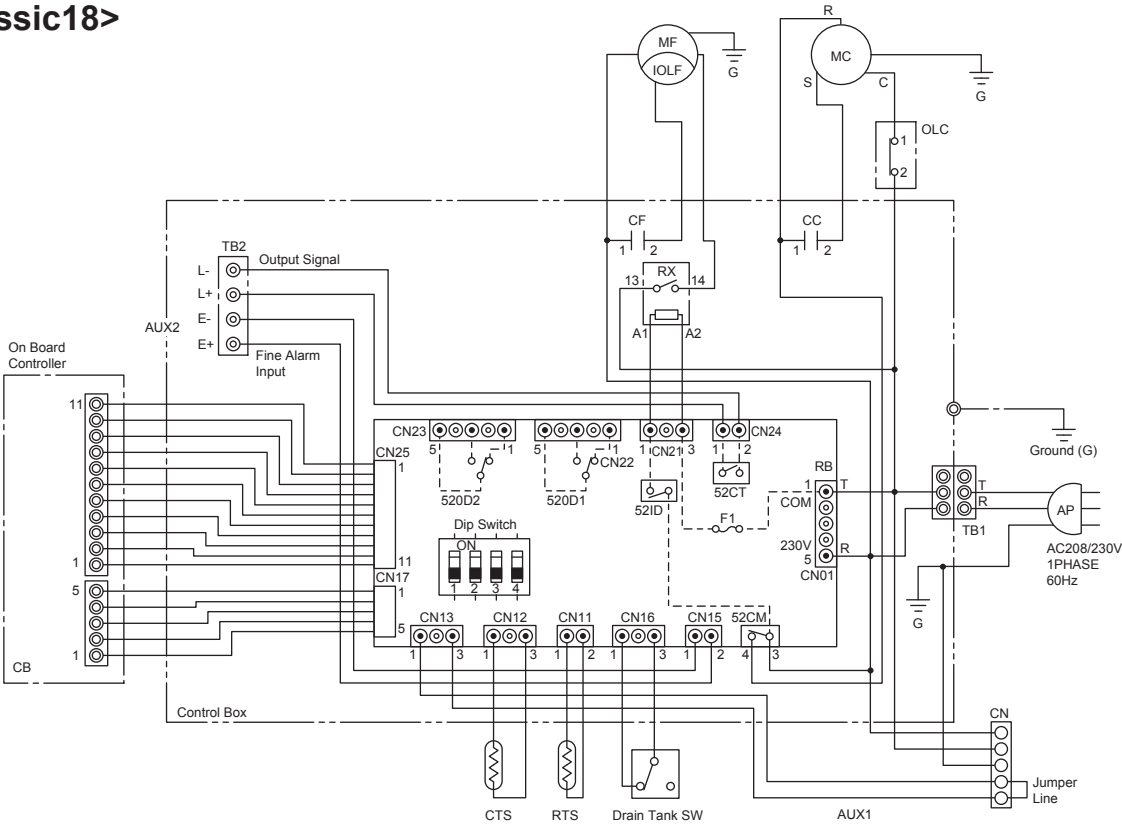 ssic18>
R
MF
IOLF
G
MC
S
C
G
OLC
1
2
CF
1 2
CC
1 2
TB2
L-
Output Signal
L+
E-
E+
Fine Alarm
Input
AUX2
RX
13
14
A1
A2
On Board
Controller
11
1
5
1
CB
CN23
5
1
520D2
5
1
CN22
520D1
1
CN21
3
CN24
1
2
52CT
52ID
F1
RB
1
T
COM
230V
5
R
CN01
CN25
1
11
Dip Switch
ON
1 2 3 4
CN17
1
5
CN13
1 3
CN12
1 3
CN11
1 2
CN16
1 3
CN15
1 2
52CM
4 3
Ground (G)
T
R
TB1
AP
AC208/230V
1PHASE
60Hz
G
Control Box
CN
Jumper
Line
CTS
RTS
Drain Tank SW
AUX1